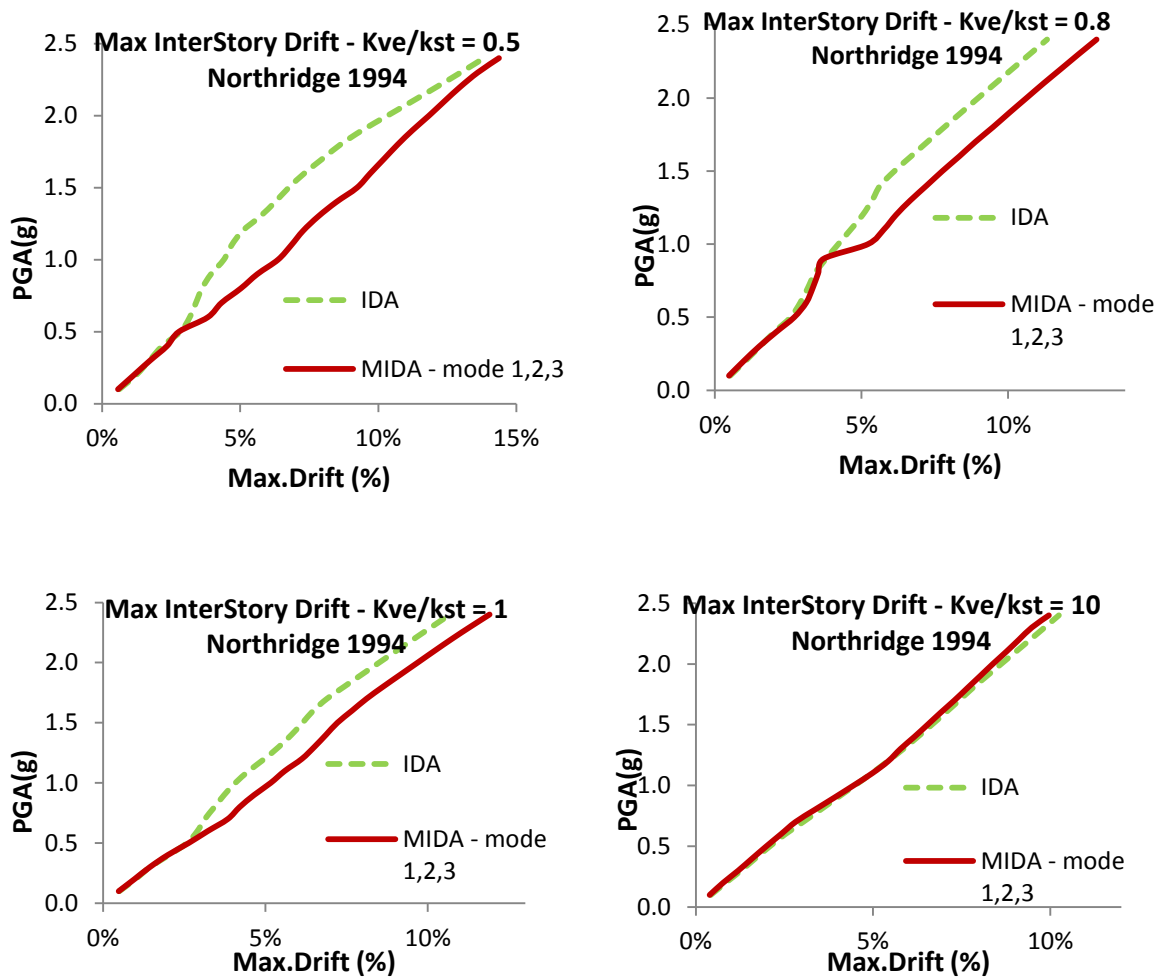 Max InterStory Drift - Kve/kst = 0.5
Northridge 1994
2.5
2.0
1.5
1.0
0.5
0.0
PGA(g)
IDA
MIDA - mode 1,2,3
0%
5%
10%
15%
Max.Drift (%)
Max InterStory Drift - Kve/kst = 0.8
Northridge 1994
2.5
2.0
1.5
1.0
0.5
0.0
PGA(g)
IDA
MIDA - mode
1,2,3
0%
5%
10%
Max.Drift (%)
Max InterStory Drift - Kve/kst = 1
Northridge 1994
2.5
2.0
1.5
1.0
0.5
0.0
PGA(g)
IDA
MIDA - mode
1,2,3
0%
5%
10%
Max.Drift (%)
Max InterStory Drift - Kve/kst = 10
Northridge 1994
2.5
2.0
1.5
1.0
0.5
0.0
PGA(g)
IDA
MIDA - mode
1,2,3
0%
5%
10%
Max.Drift (%)